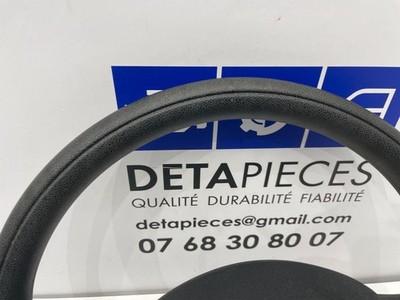 DETAPIECES
QUALITÉ DURABILITÉ FIABILITÉ
detapieces@gmail.com
07 68 30 80 07